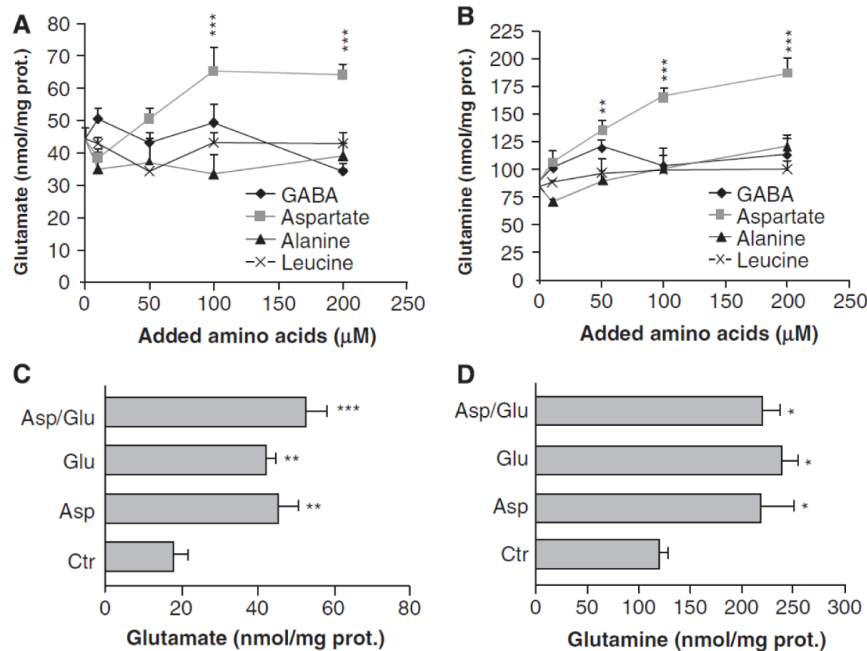 A
Glutamate (nmol/mg prot.)
80
70
60
50
40
30
20
10
0
***
***
GABA
Aspartate
Alanine
Leucine
0 50 100 150 200 250
Added amino acids (µM)
B
Glutamine (nmol/mg prot.)
225
200
175
150
125
100
75
50
25
0
**
***
***
GABA
Aspartate
Alanine
Leucine
0 50 100 150 200 250
Added amino acids (µM)
C
Asp/Glu ***
Glu **
Asp **
Ctr
20 40 60 80
Glutamate (nmol/mg prot.)
D
Asp/Glu *
Glu *
Asp *
Ctr
0 50 100 150 200 250 300
Glutamine (nmol/mg prot.)